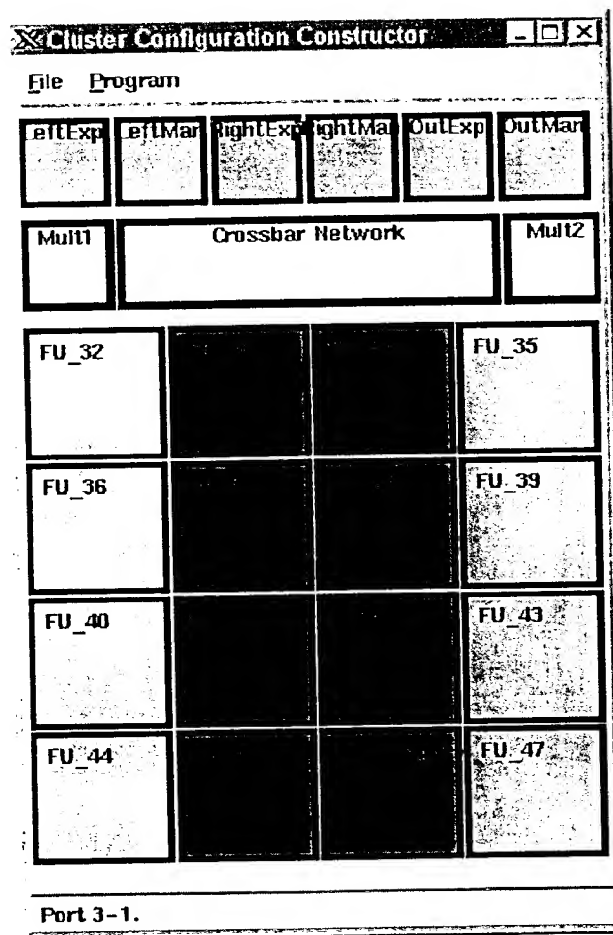 Cluster Configuration Constructor
File Program
LeftExp LeftMan RightExp RightMan OutExp OutMan
Mult1 Crossbar Network Mult2
FU_32 FU_35
FU_36 FU_39
FU_40 FU_43
FU_44 FU_47
Port 3-1.